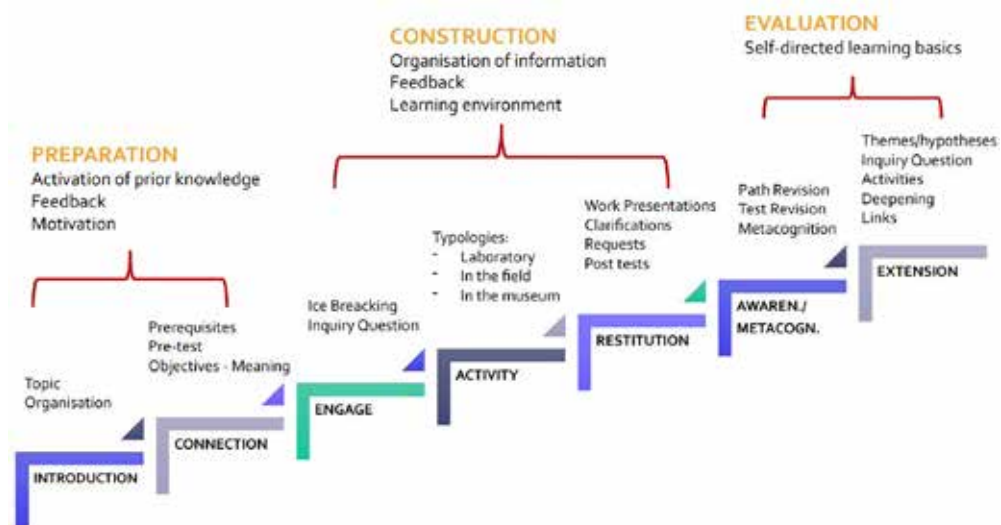 PREPARATION
Activation of prior knowledge
Feedback
Motivation
CONSTRUCTION
Organisation of information
Feedback
Learning environment
EVALUATION
Self-directed learning basics
Topic
Organisation
INTRODUCTION
Prerequisites
Pre-test
Objectives - Meaning
CONNECTION
Ice Breacking
Inquiry Question
ENGAGE
Typologies:
- Laboratory
- In the field
- In the museum
ACTIVITY
Work Presentations
Clarifications
Requests
Post tests
RESTITUTION
Path Revision
Test Revision
Metacognition
AWAREN./
METACOGN.
Themes/hypotheses
Inquiry Question
Activities
Deepening
Links
EXTENSION